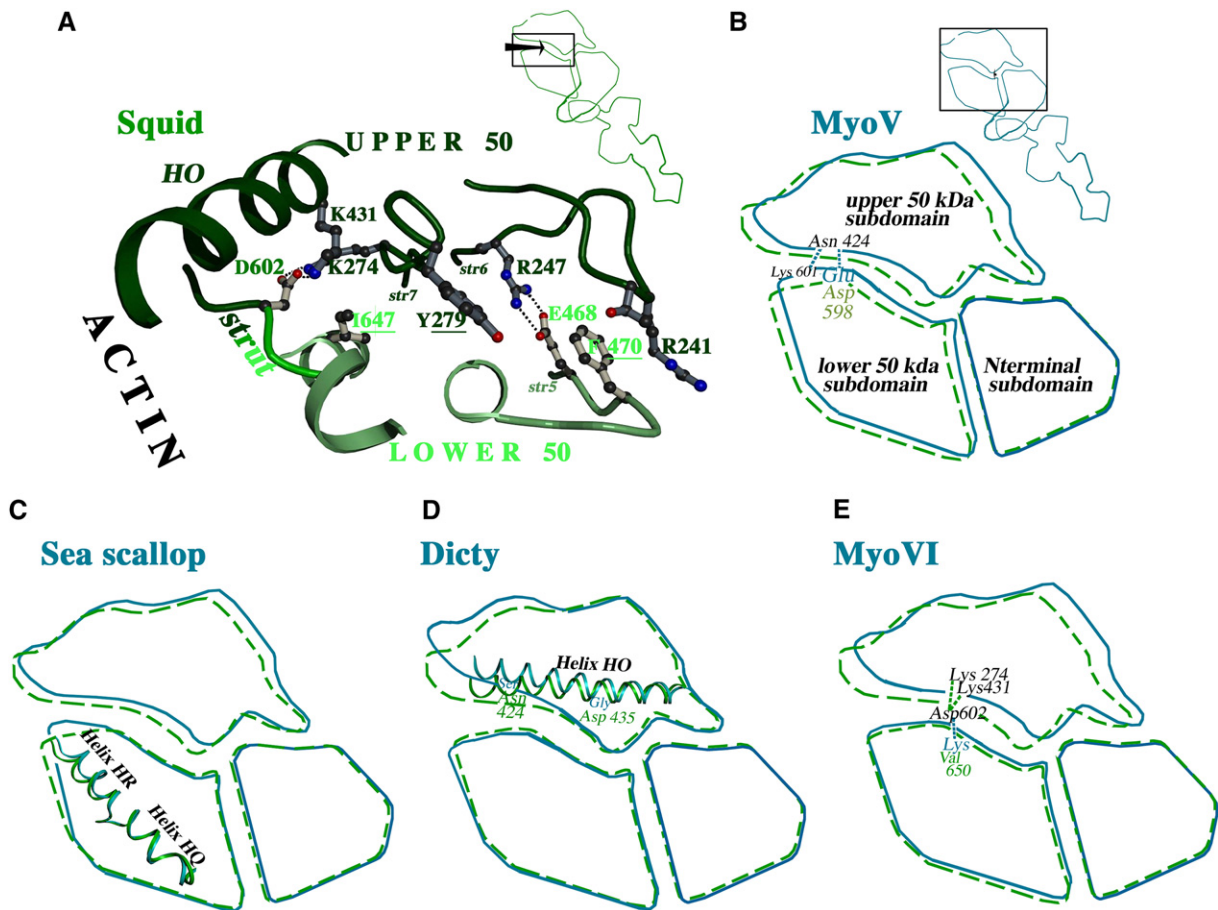 A
Squid
UPPER 50
HO
K431
D602
K274
str6
R247
str7
E468
strut
I647
Y279
F470
R241
str5
ACTIN
LOWER 50
B
MyoV
upper 50 kDa
subdomain
Asn 424
Lys 601
Glu
Asp
598
lower 50 kda
subdomain
Nterminal
subdomain
C
Sea scallop
Helix HR
Helix HQ
D
Dicty
Helix HO
Ser
Asn
424
Gly
Asp 435
E
MyoVI
Lys 274
Lys431
Asp602
Lys
Val
650